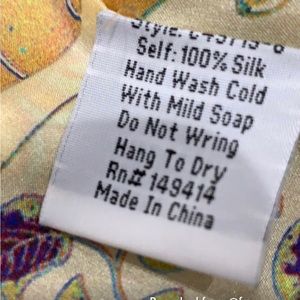 Self: 100% Silk
Hand Wash Cold
With Mild Soap
Do Not Wring
Hang To Dry
Rn# 149414
Made In China